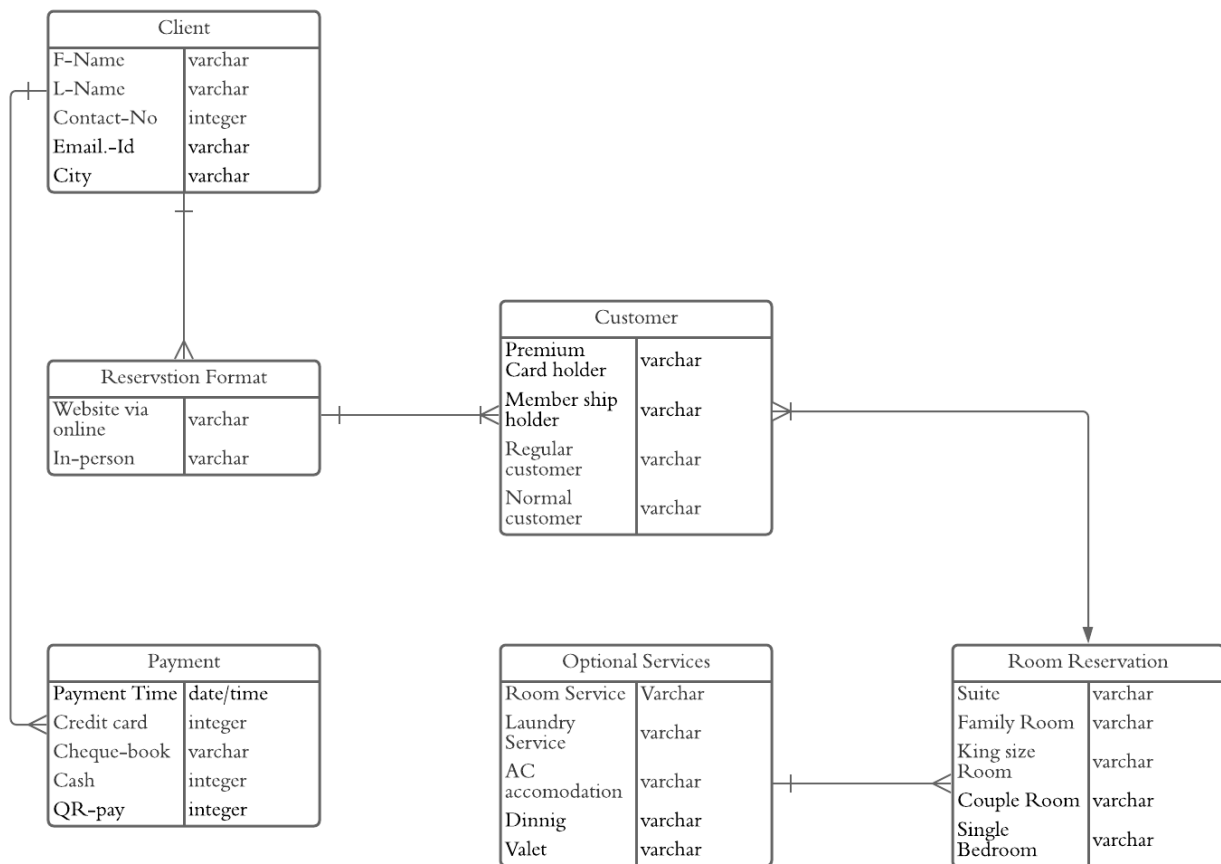 Client
F-Name varchar
L-Name varchar
Contact-No integer
Email.-Id varchar
City varchar
Reservstion Format
Website via
online varchar
In-person varchar
Customer
Premium
Card holder varchar
Member ship
holder varchar
Regular
customer varchar
Normal
customer varchar
Payment
Payment Time date/time
Credit card integer
Cheque-book varchar
Cash integer
QR-pay integer
Optional Services
Room Service Varchar
Laundry
Service varchar
AC
accomodation varchar
Dinnig varchar
Valet varchar
Room Reservation
Suite varchar
Family Room varchar
King size
Room varchar
Couple Room varchar
Single
Bedroom varchar